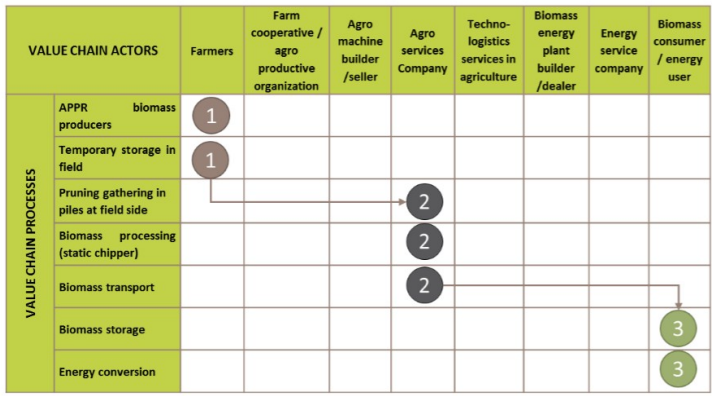 VALUE CHAIN ACTORS
Farmers
Farm
cooperative /
agro
productive
organization
Agro
machine
builder
/seller
Agro
services
Company
Techno-
logistics
services in
agriculture
Biomass
energy
plant
builder
/dealer
Energy
service
company
Biomass
consumer
/ energy
user
VALUE CHAIN PROCESSES
APPR biomass
producers
1
Temporary storage in
field
1
Pruning gathering in
piles at field side
2
Biomass processing
(static chipper)
2
Biomass transport
2
Biomass storage
3
Energy conversion
3